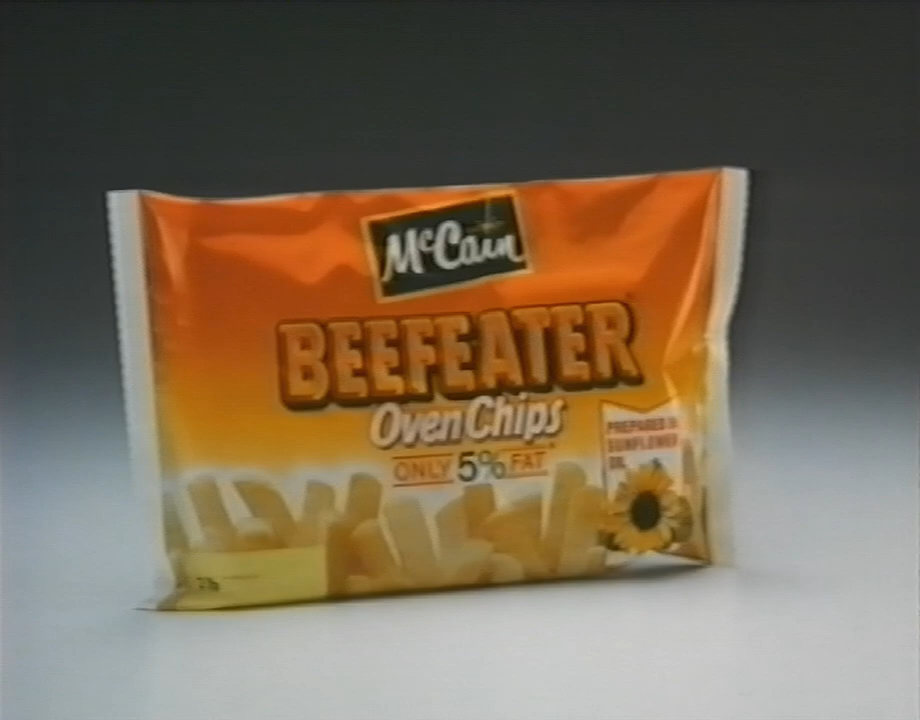 McCain
BEEFEATER
Oven Chips
ONLY 5% FAT
PREPARED IN
SUNFLOWER
OIL